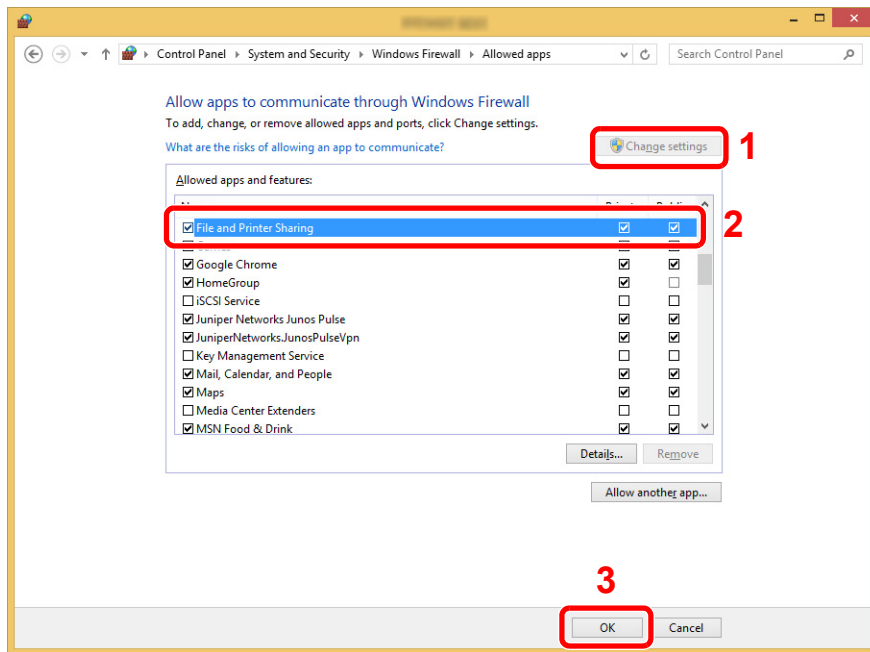 Control Panel System and Security Windows Firewall Allowed apps Search Control Panel
Allow apps to communicate through Windows Firewall
To add, change, or remove allowed apps and ports, click Change settings.
What are the risks of allowing an app to communicate? Change settings 1
Allowed apps and features:
File and Printer Sharing 2
Google Chrome
HomeGroup
iSCSI Service
Juniper Networks Junos Pulse
JuniperNetworks.JunosPulseVpn
Key Management Service
Mail, Calendar, and People
Maps
Media Center Extenders
MSN Food & Drink
Details... Remove
Allow another app...
3
OK Cancel